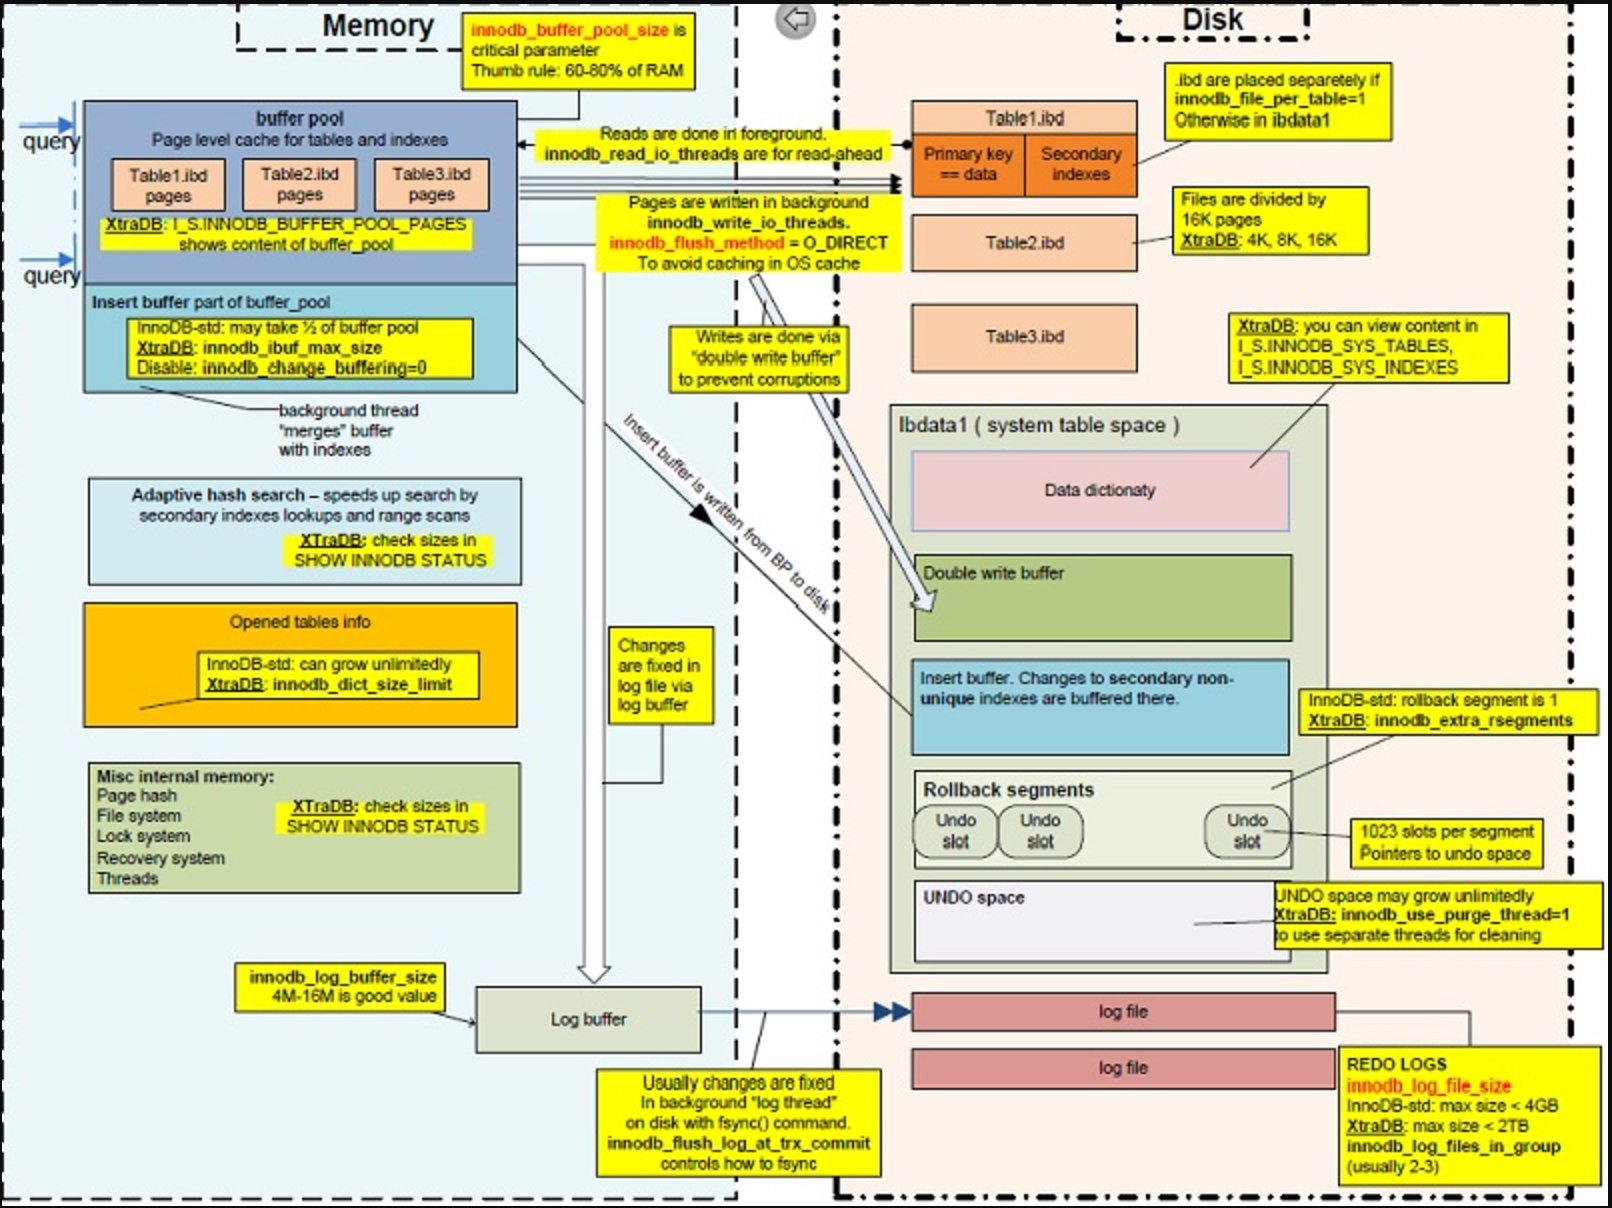 Memory
innodb_buffer_pool_size is
critical parameter
Thumb rule: 60-80% of RAM
query
query
buffer pool
Page level cache for tables and indexes
Table1.ibd
pages
Table2.ibd
pages
Table3.ibd
pages
XtraDB: I_S.INNODB_BUFFER_POOL_PAGES
shows content of buffer_pool
Insert buffer part of buffer_pool
InnoDB-std: may take ½ of buffer pool
XtraDB: innodb_ibuf_max_size
Disable: innodb_change_buffering=0
background thread
"merges" buffer
with indexes
Adaptive hash search – speeds up search by
secondary indexes lookups and range scans
XTraDB: check sizes in
SHOW INNODB STATUS
Opened tables info
InnoDB-std: can grow unlimitedly
XtraDB: innodb_dict_size_limit
Misc internal memory:
Page hash
File system
Lock system
Recovery system
Threads
XTraDB: check sizes in
SHOW INNODB STATUS
innodb_log_buffer_size
4M-16M is good value
Log buffer
Reads are done in foreground.
innodb_read_io_threads are for read-ahead
Pages are written in background
innodb_write_io_threads.
innodb_flush_method = O_DIRECT
To avoid caching in OS cache
Writes are done via
"double write buffer"
to prevent corruptions
Insert buffer is written from BP to disk
Changes
are fixed in
log file via
log buffer
Usually changes are fixed
In background "log thread"
on disk with fsync() command.
innodb_flush_log_at_trx_commit
controls how to fsync
Disk
.ibd are placed separetely if
innodb_file_per_table=1
Otherwise in ibdata1
Table1.ibd
Primary key
== data
Secondary
indexes
Files are divided by
16K pages
XtraDB: 4K, 8K, 16K
Table2.ibd
Table3.ibd
XtraDB: you can view content in
I_S.INNODB_SYS_TABLES,
I_S.INNODB_SYS_INDEXES
Ibdata1 ( system table space )
Data dictionaty
Double write buffer
Insert buffer. Changes to secondary non-
unique indexes are buffered there.
InnoDB-std: rollback segment is 1
XtraDB: innodb_extra_rsegments
Rollback segments
Undo
slot
Undo
slot
Undo
slot
1023 slots per segment
Pointers to undo space
UNDO space
UNDO space may grow unlimitedly
XtraDB: innodb_use_purge_thread=1
to use separate threads for cleaning
log file
log file
REDO LOGS
innodb_log_file_size
InnoDB-std: max size < 4GB
XtraDB: max size < 2TB
innodb_log_files_in_group
(usually 2-3)